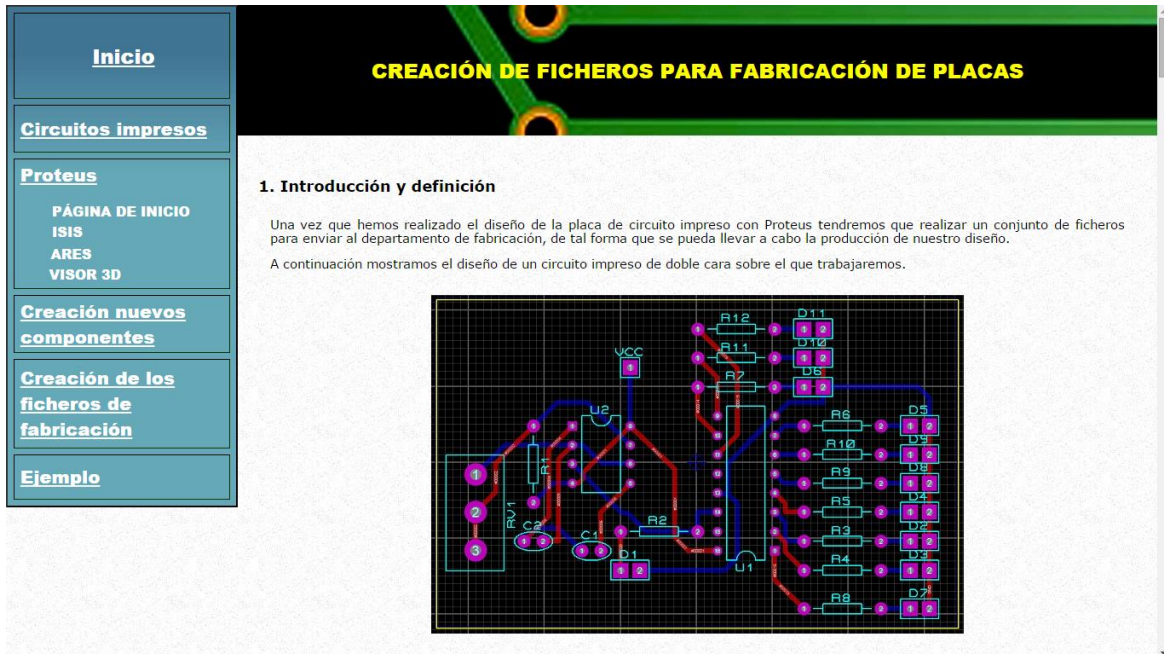 Inicio
Circuitos impresos
Proteus
PÁGINA DE INICIO
ISIS
ARES
VISOR 3D
Creación nuevos
componentes
Creación de los
ficheros de
fabricación
Ejemplo
CREACIÓN DE FICHEROS PARA FABRICACIÓN DE PLACAS
1. Introducción y definición
Una vez que hemos realizado el diseño de la placa de circuito impreso con Proteus tendremos que realizar un conjunto de ficheros
para enviar al departamento de fabricación, de tal forma que se pueda llevar a cabo la producción de nuestro diseño.
A continuación mostramos el diseño de un circuito impreso de doble cara sobre el que trabajaremos.
R12 D11
R11 D10
VCC
R7 D6
U2
R6 D5
R10 D9
R1
R9 D8
RV1
1
2
3
R5 D4
C2 C1 R2
R3 D2
D1
1 2
U1
R4 D3
R8 D7